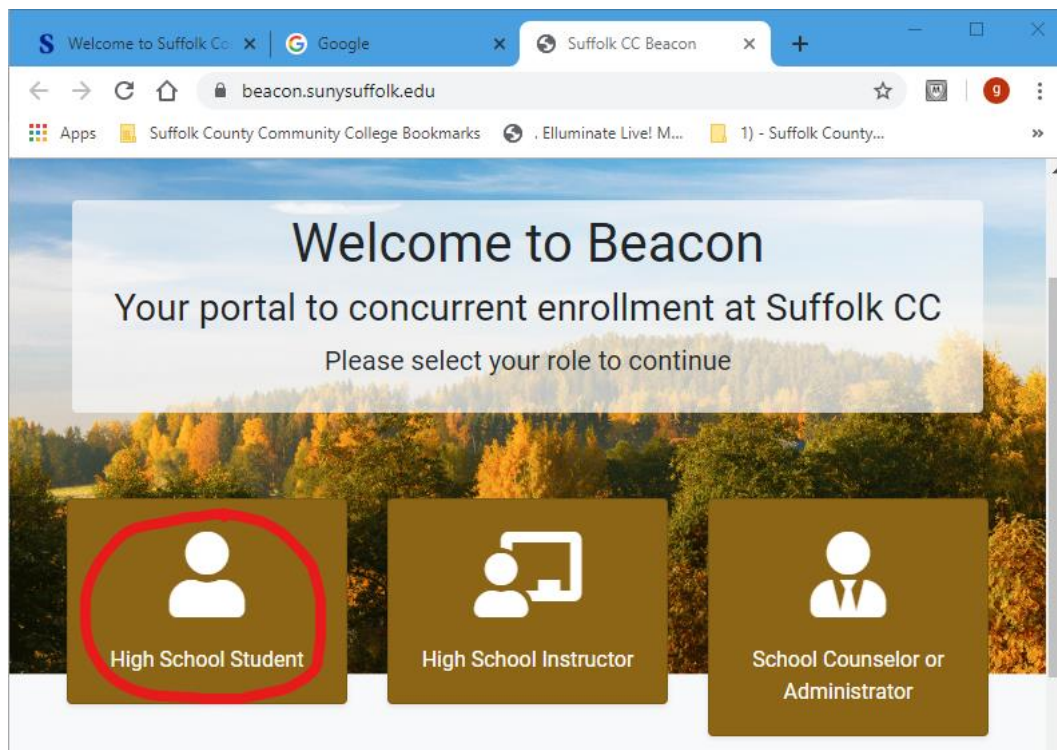 S Welcome to Suffolk Co
Google
Suffolk CC Beacon
beacon.sunysuffolk.edu
g
Apps
Suffolk County Community College Bookmarks
. Elluminate Live! M...
1) - Suffolk County...
»
Welcome to Beacon
Your portal to concurrent enrollment at Suffolk CC
Please select your role to continue
High School Student
High School Instructor
School Counselor or
Administrator